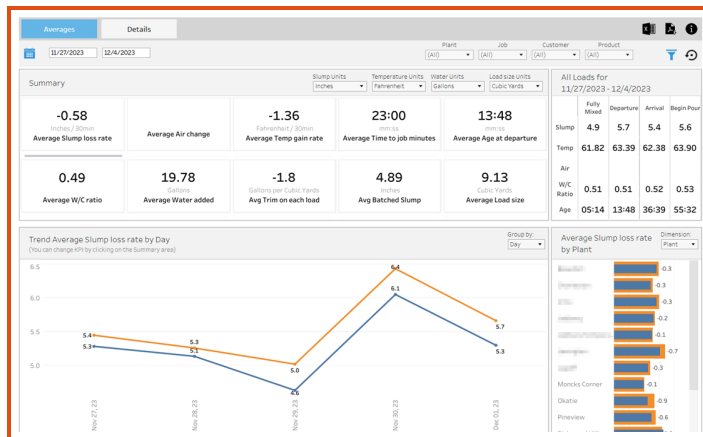 Averages
Details
11/27/2023
12/4/2023
Plant
(All)
Job
(All)
Customer
(All)
Product
(All)
Summary
Slump Units
Inches
Temperature Units
Fahrenheit
Water Units
Gallons
Load size Units
Cubic Yards
-0.58
Inches / 30min
Average Slump loss rate
Average Air change
-1.36
Fahrenheit / 30min
Average Temp gain rate
23:00
mm:ss
Average Time to job minutes
13:48
mm:ss
Average Age at departure
0.49
Average W/C ratio
19.78
Gallons
Average Water added
-1.8
Gallons per Cubic Yards
Avg Trim on each load
4.89
Inches
Avg Batched Slump
9.13
Cubic Yards
Average Load size
All Loads for
11/27/2023 - 12/4/2023
Fully Mixed Departure Arrival Begin Pour
Slump 4.9 5.7 5.4 5.6
Temp 61.82 63.39 62.38 63.90
Air
W/C Ratio 0.51 0.51 0.52 0.53
Age 05:14 13:48 36:39 55:32
Trend Average Slump loss rate by Day
(You can change KPI by clicking on the Summary area)
Group by:
Day
6.5
6.0
5.5
5.0
5.4
5.3
5.3
5.1
5.0
4.6
6.4
6.1
5.7
5.3
Nov 27, 23
Nov 28, 23
Nov 29, 23
Nov 30, 23
Dec 01, 23
Average Slump loss rate
by Plant
Dimension:
Plant
-0.3
-0.3
-0.3
-0.2
-0.1
-0.7
-0.3
Moncks Corner -0.1
Okatie -0.9
Pineview -0.6